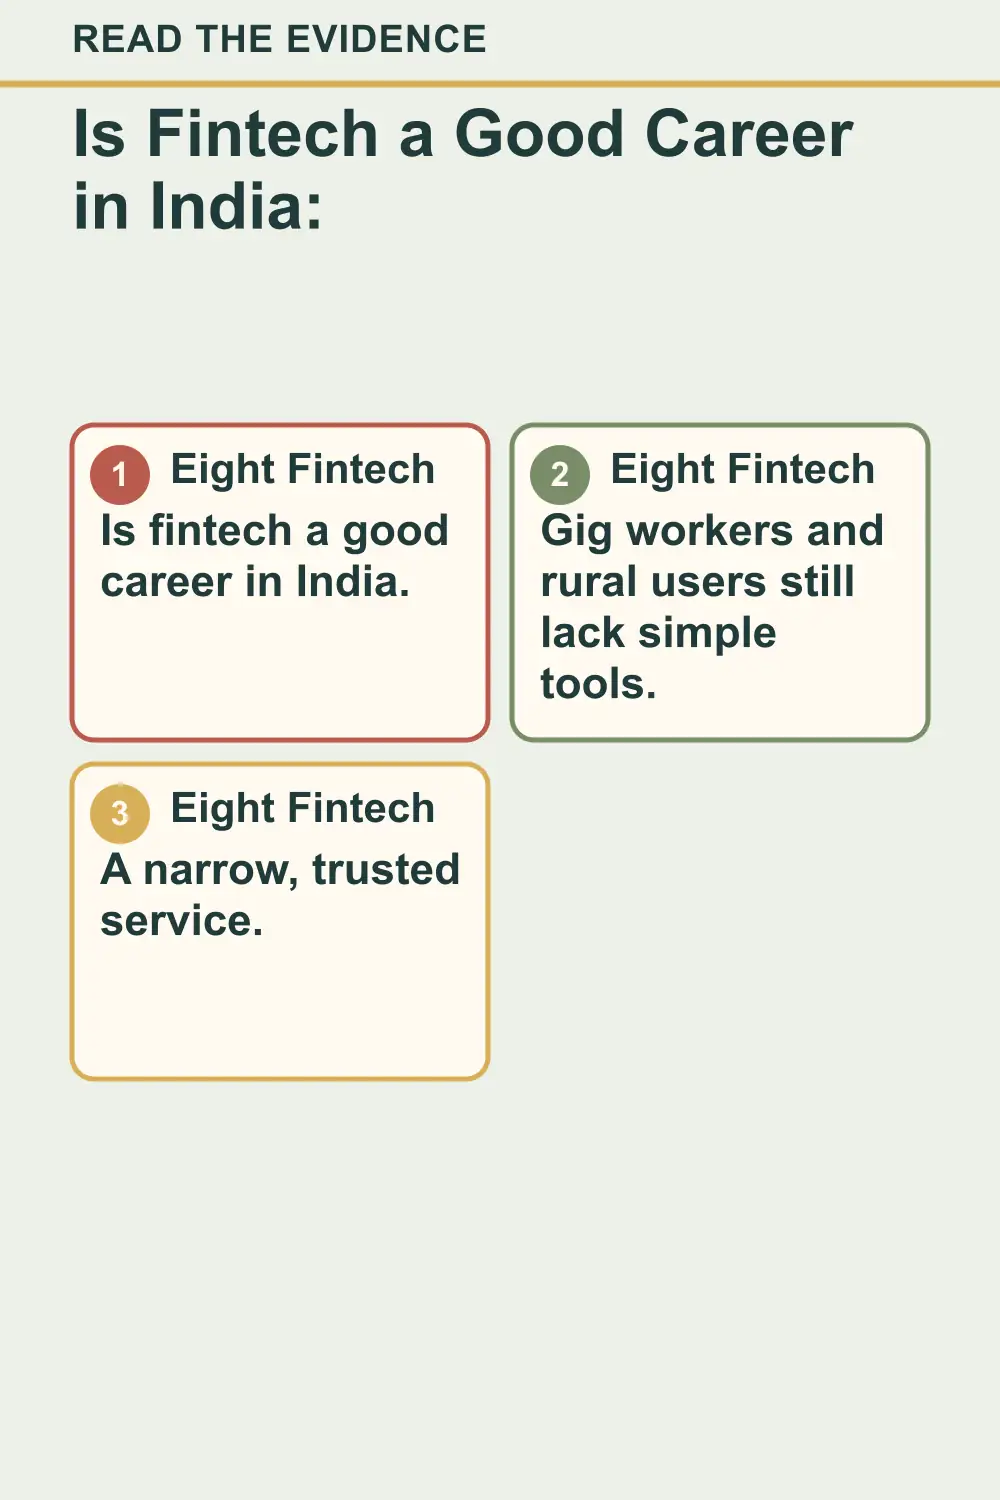 READ THE EVIDENCE
Is Fintech a Good Career
in India:
1 Eight Fintech
Is fintech a good
career in India.
2 Eight Fintech
Gig workers and
rural users still
lack simple
tools.
3 Eight Fintech
A narrow, trusted
service.